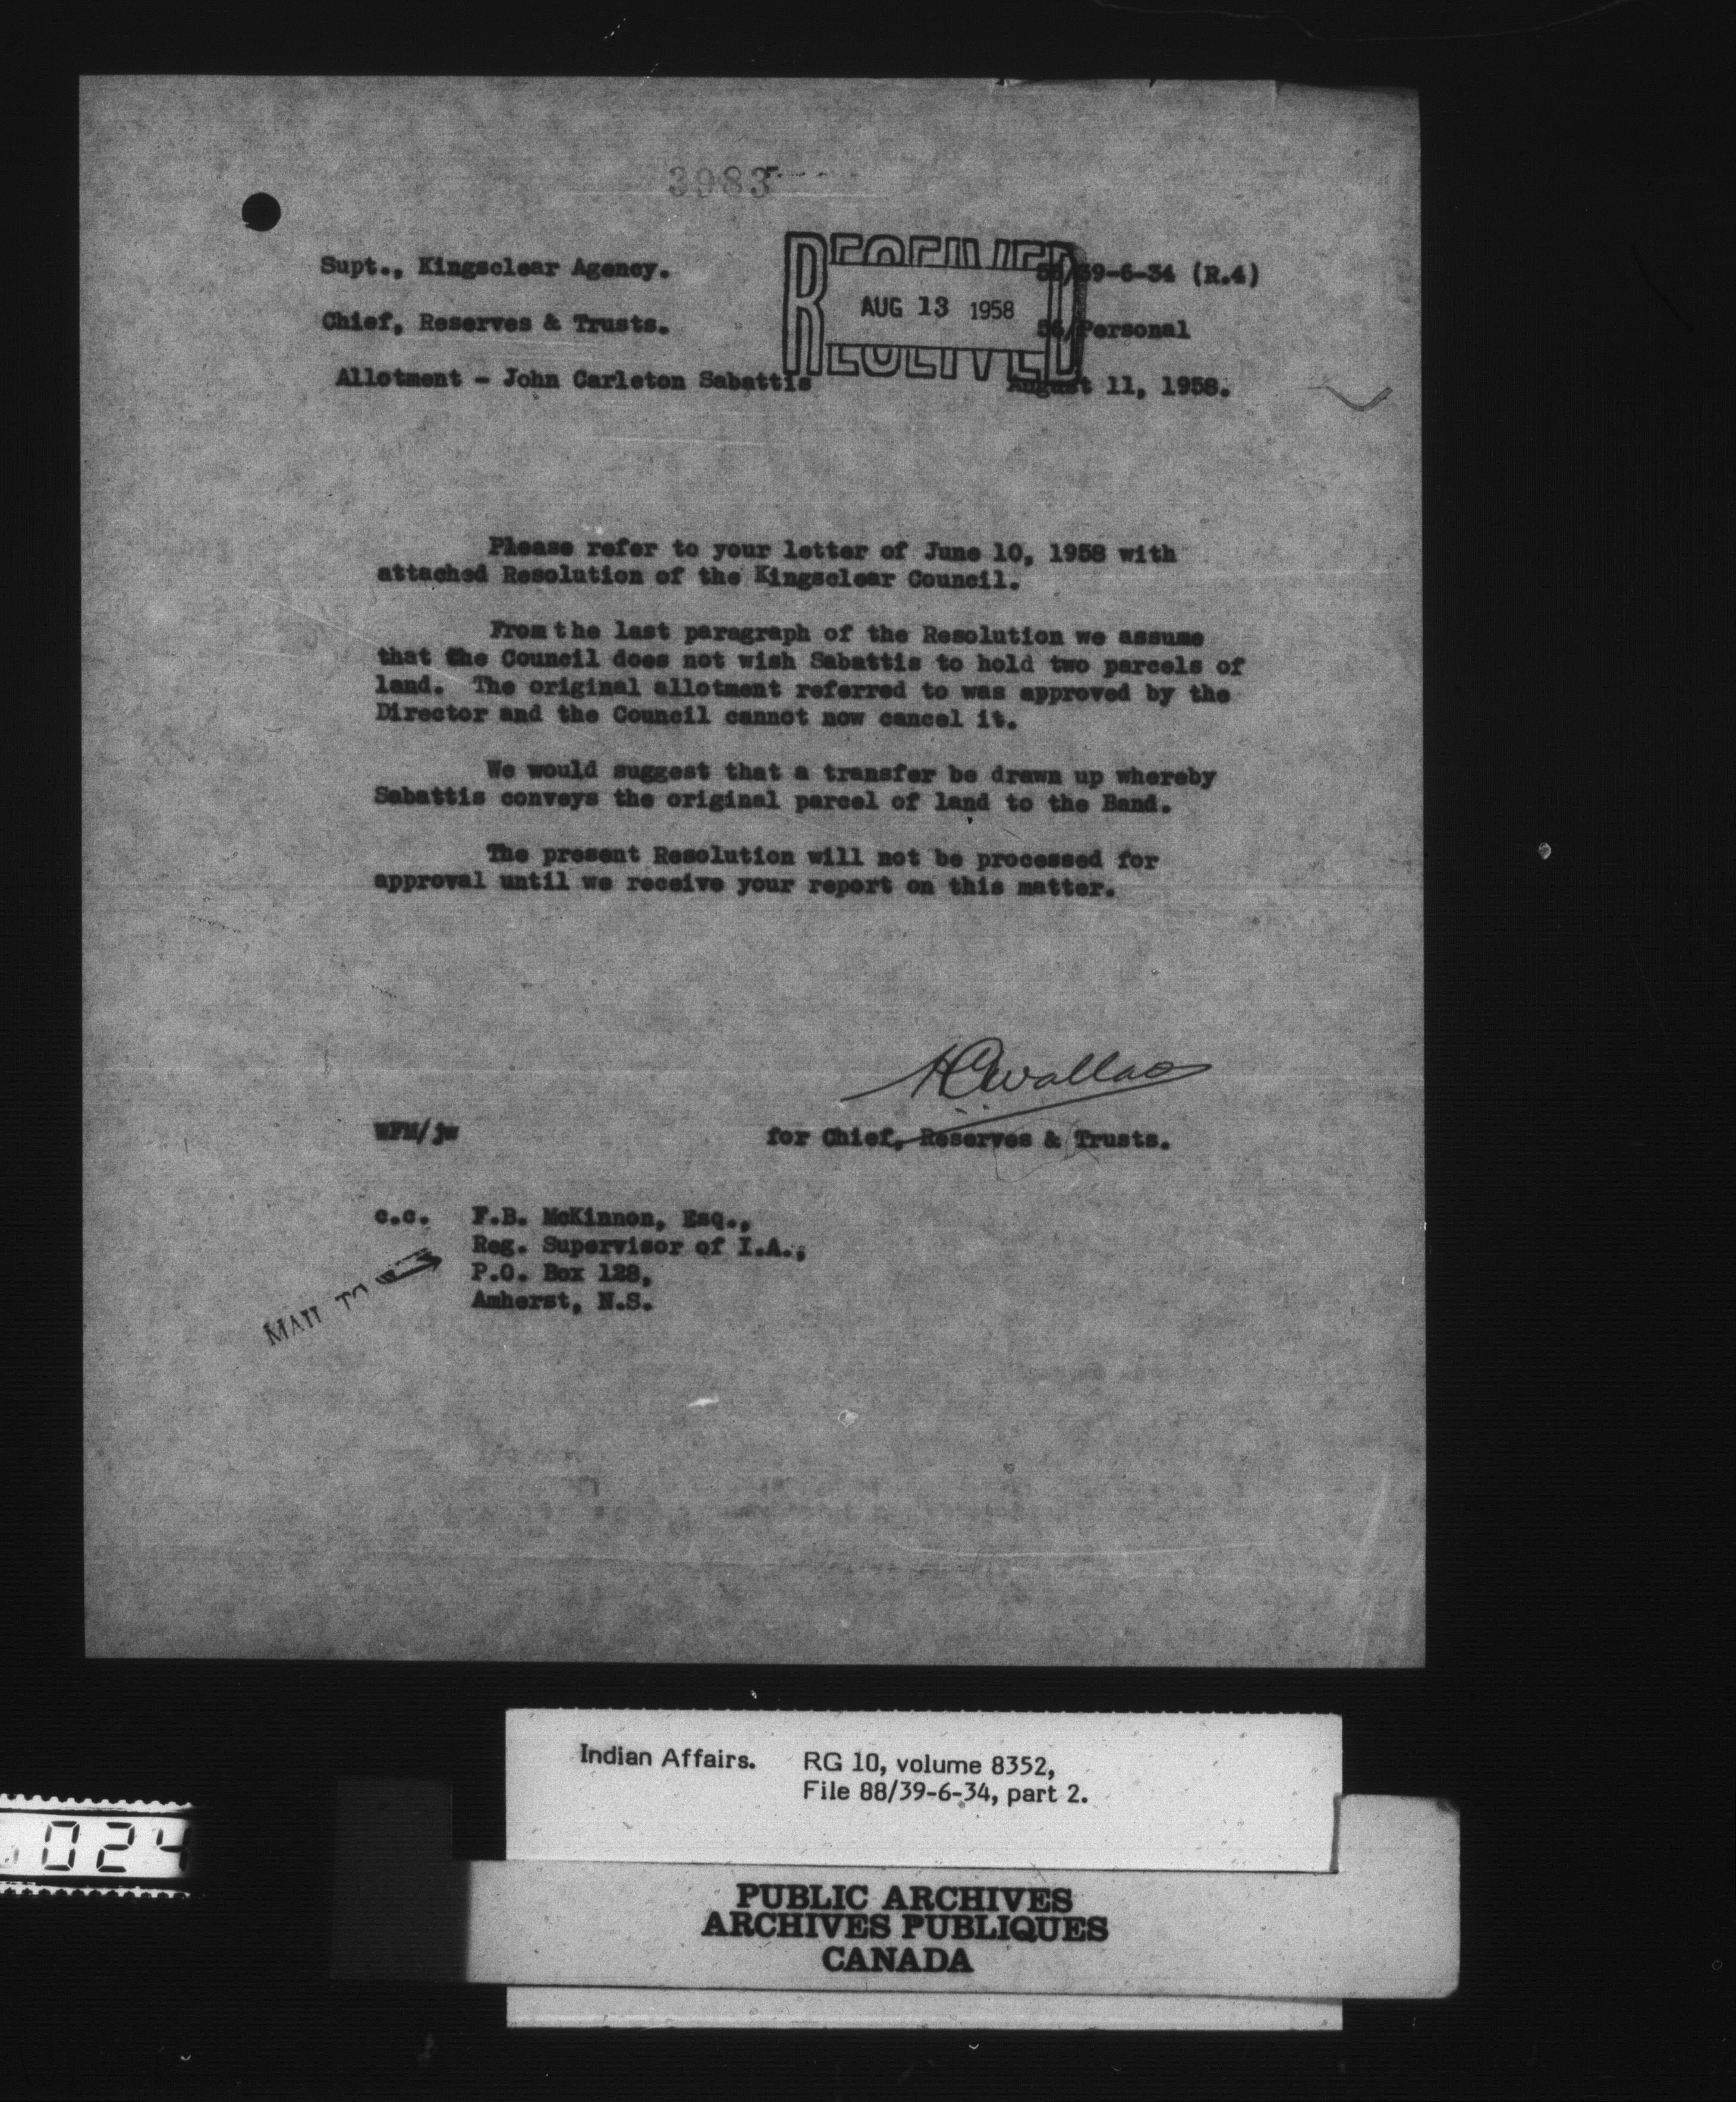 3983
Supt., Kingsclear Agency.
/39-6-34 (R.4)
RECEIVED
AUG 13 1958
RECEIVED
Chief, Reserves & Trusts.
/Personal
Allotment - John Carleton Sabattis
August 11, 1958.
Please refer to your letter of June 10, 1958 with
attached Resolution of the Kingsclear Council.
From the last paragraph of the Resolution we assume
that the Council does not wish Sabattis to hold two parcels of
land. The original allotment referred to was approved by the
Director and the Council cannot now cancel it.
We would suggest that a transfer be drawn up whereby
Sabattis conveys the original parcel of land to the Band.
The present Resolution will not be processed for
approval until we receive your report on this matter.
WFM/jw
for Chief, Reserves & Trusts.
c.c. F.B. McKinnon, Esq.,
Reg. Supervisor of I.A.,
P.O. Box 128,
Amherst, N.S.
MAIL TO
Indian Affairs. RG 10, volume 8352,
File 88/39-6-34, part 2.
024
PUBLIC ARCHIVES
ARCHIVES PUBLIQUES
CANADA